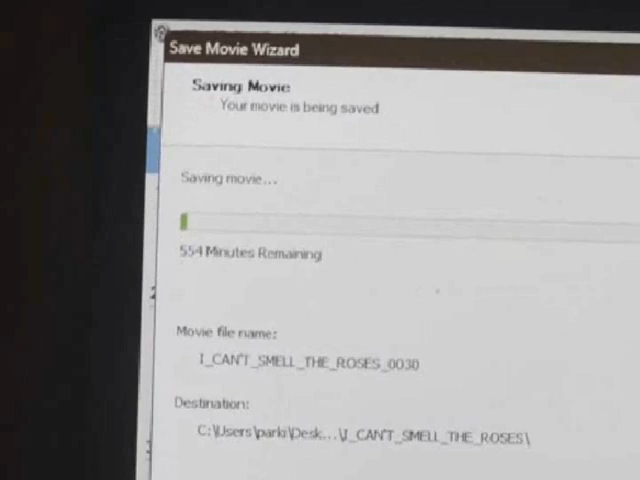 Save Movie Wizard
Saving Movie
Your movie is being saved
Saving movie...
554 Minutes Remaining
Movie file name:
I_CAN'T_SMELL_THE_ROSES_0030
Destination:
C:\Users\parki\Desk...\I_CAN'T_SMELL_THE_ROSES\